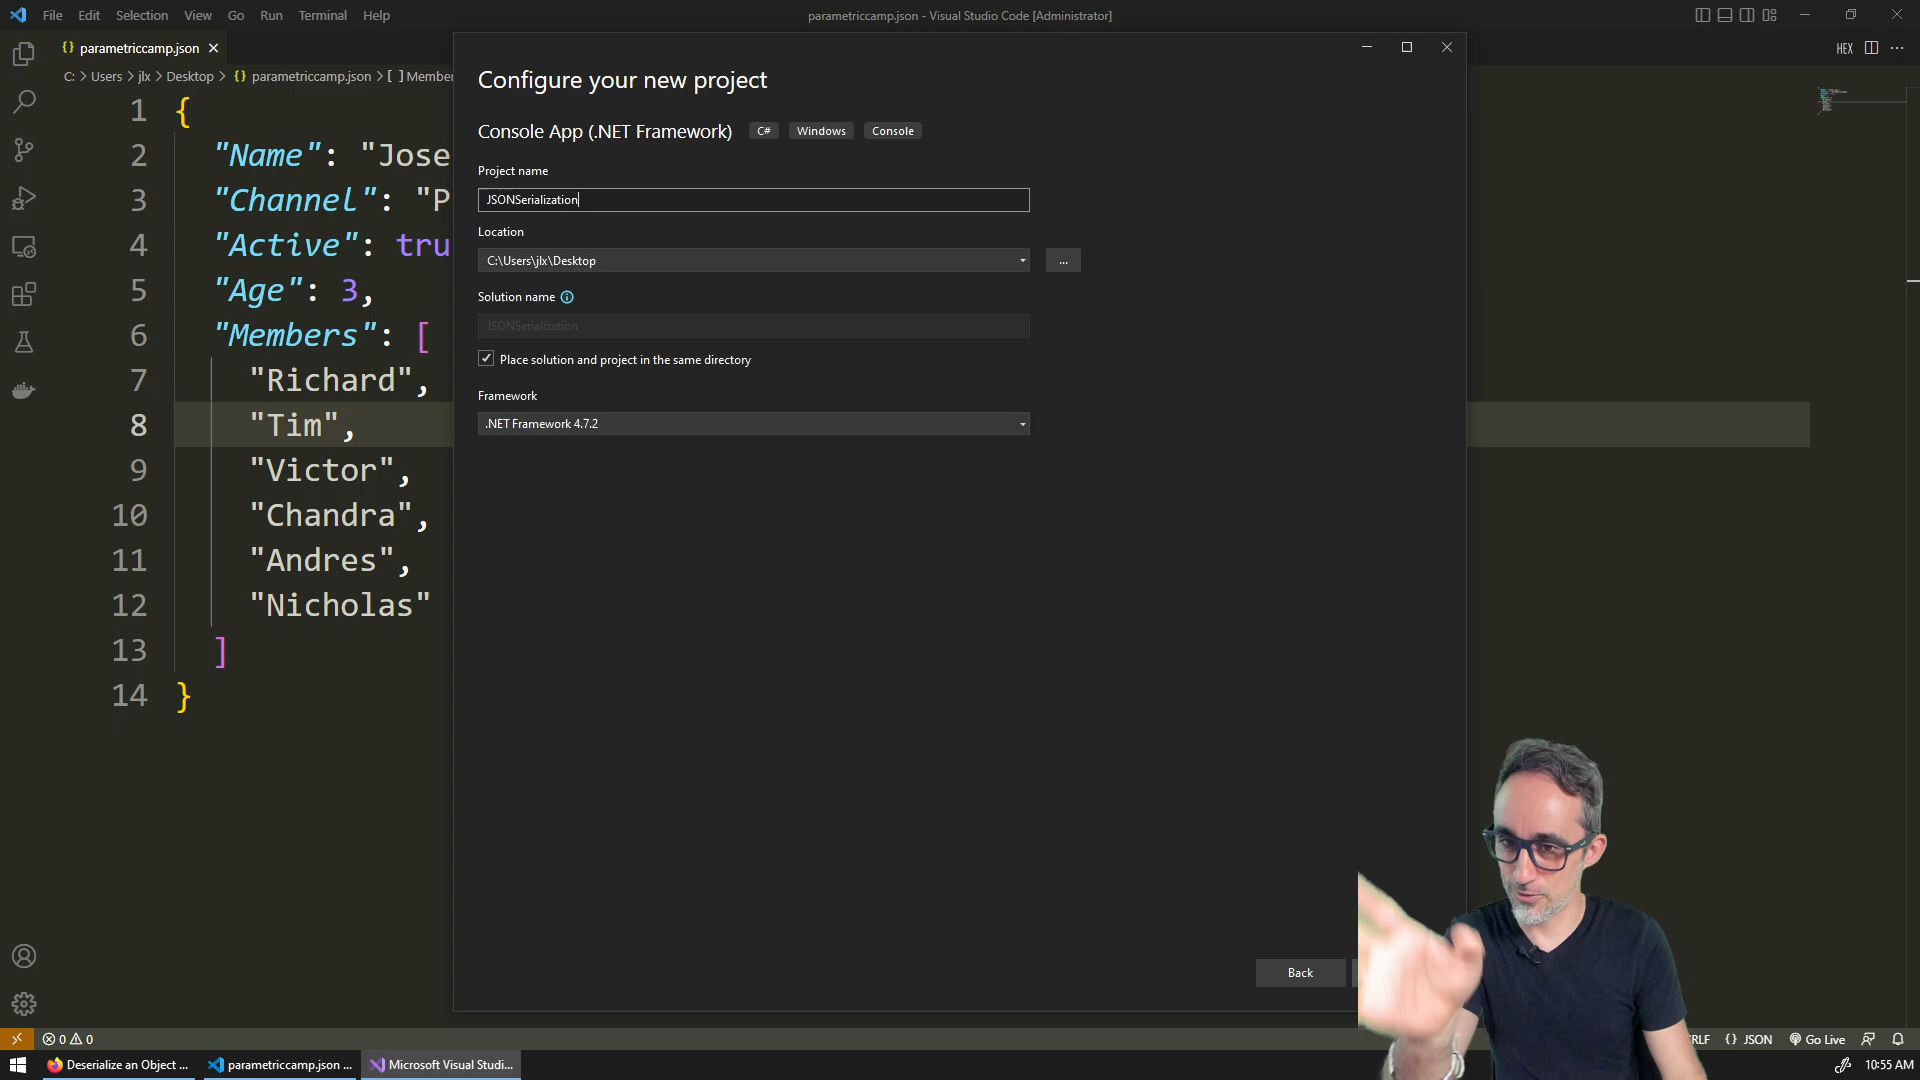 File Edit Selection View Go Run Terminal Help
parametriccamp.json - Visual Studio Code [Administrator]
{} parametriccamp.json
HEX
C: > Users > jlx > Desktop > {} parametriccamp.json > [ ] Member
1 {
2 "Name": "Jose
3 "Channel": "P
4 "Active": tru
5 "Age": 3,
6 "Members": [
7 "Richard",
8 "Tim",
9 "Victor",
10 "Chandra",
11 "Andres",
12 "Nicholas"
13 ]
14 }
Configure your new project
Console App (.NET Framework) C# Windows Console
Project name
JSONSerialization
Location
C:\Users\jlx\Desktop
...
Solution name
JSONSerialization
Place solution and project in the same directory
Framework
.NET Framework 4.7.2
Back
0 0
RLF {} JSON Go Live
Deserialize an Object ... parametriccamp.json ... Microsoft Visual Studi...
10:55 AM